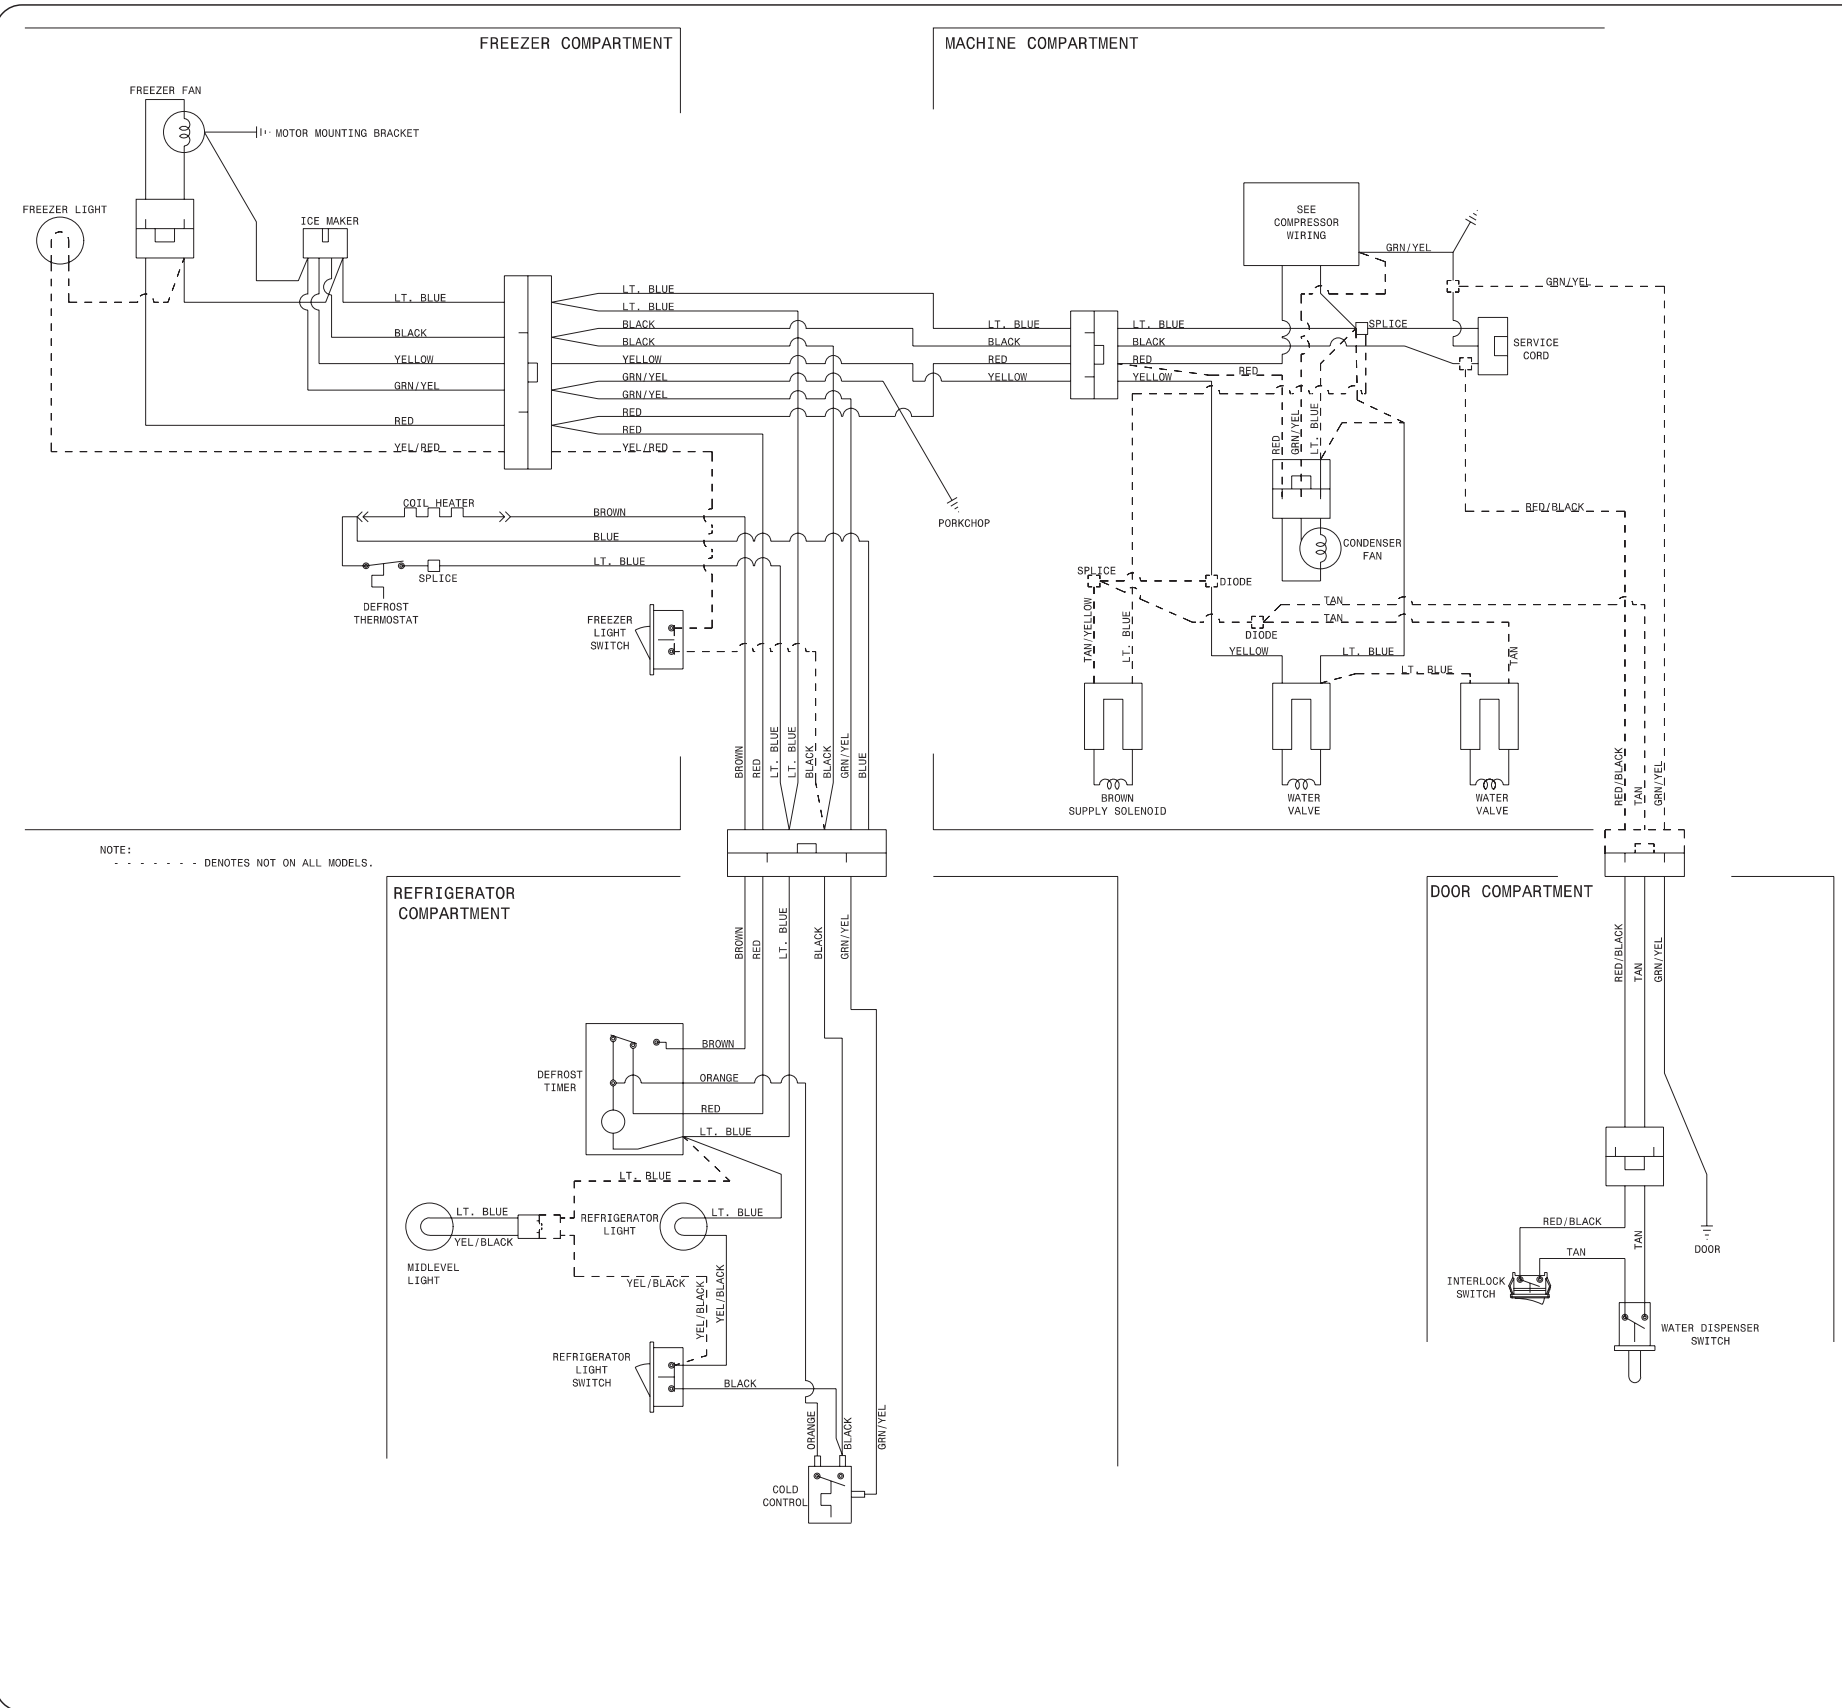 FREEZER COMPARTMENT
MACHINE COMPARTMENT
FREEZER FAN
MOTOR MOUNTING BRACKET
FREEZER LIGHT
ICE MAKER
LT. BLUE
BLACK
YELLOW
GRN/YEL
RED
YEL/RED
LT. BLUE
LT. BLUE
BLACK
BLACK
YELLOW
GRN/YEL
GRN/YEL
RED
RED
YEL/RED
LT. BLUE
BLACK
RED
YELLOW
LT. BLUE
BLACK
RED
YELLOW
SEE
COMPRESSOR
WIRING
GRN/YEL
GRN/YEL
SPLICE
SERVICE
CORD
RED
RED
GRN/YEL
LT. BLUE
PORKCHOP
RED/BLACK
CONDENSER
FAN
COIL HEATER
BROWN
BLUE
LT. BLUE
SPLICE
DEFROST
THERMOSTAT
FREEZER
LIGHT
SWITCH
SPLICE
DIODE
TAN
TAN
DIODE
TAN/YELLOW
LT. BLUE
YELLOW
LT. BLUE
LT. BLUE
TAN
BROWN
RED
LT. BLUE
LT. BLUE
BLACK
BLACK
GRN/YEL
BLUE
BROWN
SUPPLY SOLENOID
WATER
VALVE
WATER
VALVE
RED/BLACK
TAN
GRN/YEL
NOTE:
- - - - - - - DENOTES NOT ON ALL MODELS.
REFRIGERATOR
COMPARTMENT
DOOR COMPARTMENT
BROWN
RED
LT. BLUE
BLACK
GRN/YEL
RED/BLACK
TAN
GRN/YEL
DEFROST
TIMER
BROWN
ORANGE
RED
LT. BLUE
LT. BLUE
LT. BLUE
YEL/BLACK
REFRIGERATOR
LIGHT
LT. BLUE
MIDLEVEL
LIGHT
YEL/BLACK
YEL/BLACK
YEL/BLACK
REFRIGERATOR
LIGHT
SWITCH
BLACK
ORANGE
BLACK
GRN/YEL
COLD
CONTROL
RED/BLACK
TAN
TAN
DOOR
INTERLOCK
SWITCH
WATER DISPENSER
SWITCH